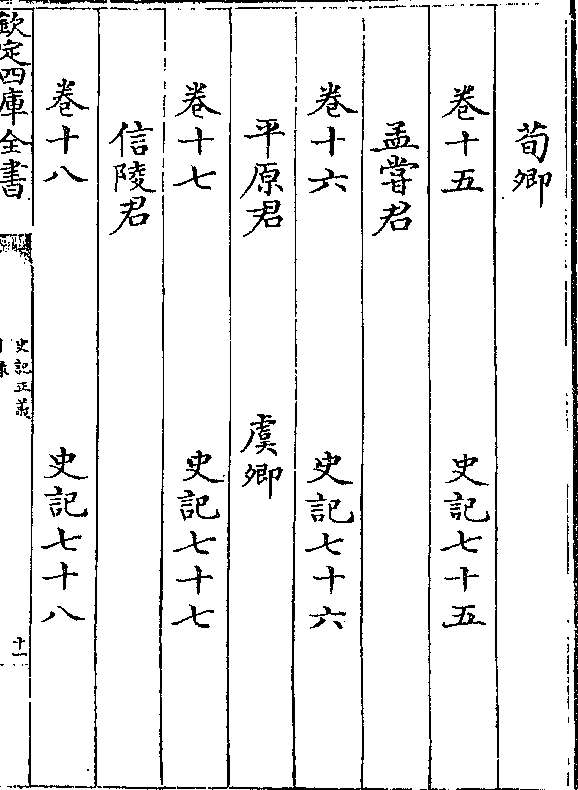 荀卿
卷十五 史記七十五
孟嘗君
卷十六 史記七十六
平原君 虞卿
卷十七 史記七十七
信陵君
卷十八 史記七十八
欽定四庫全書
史記正義
目録
十一